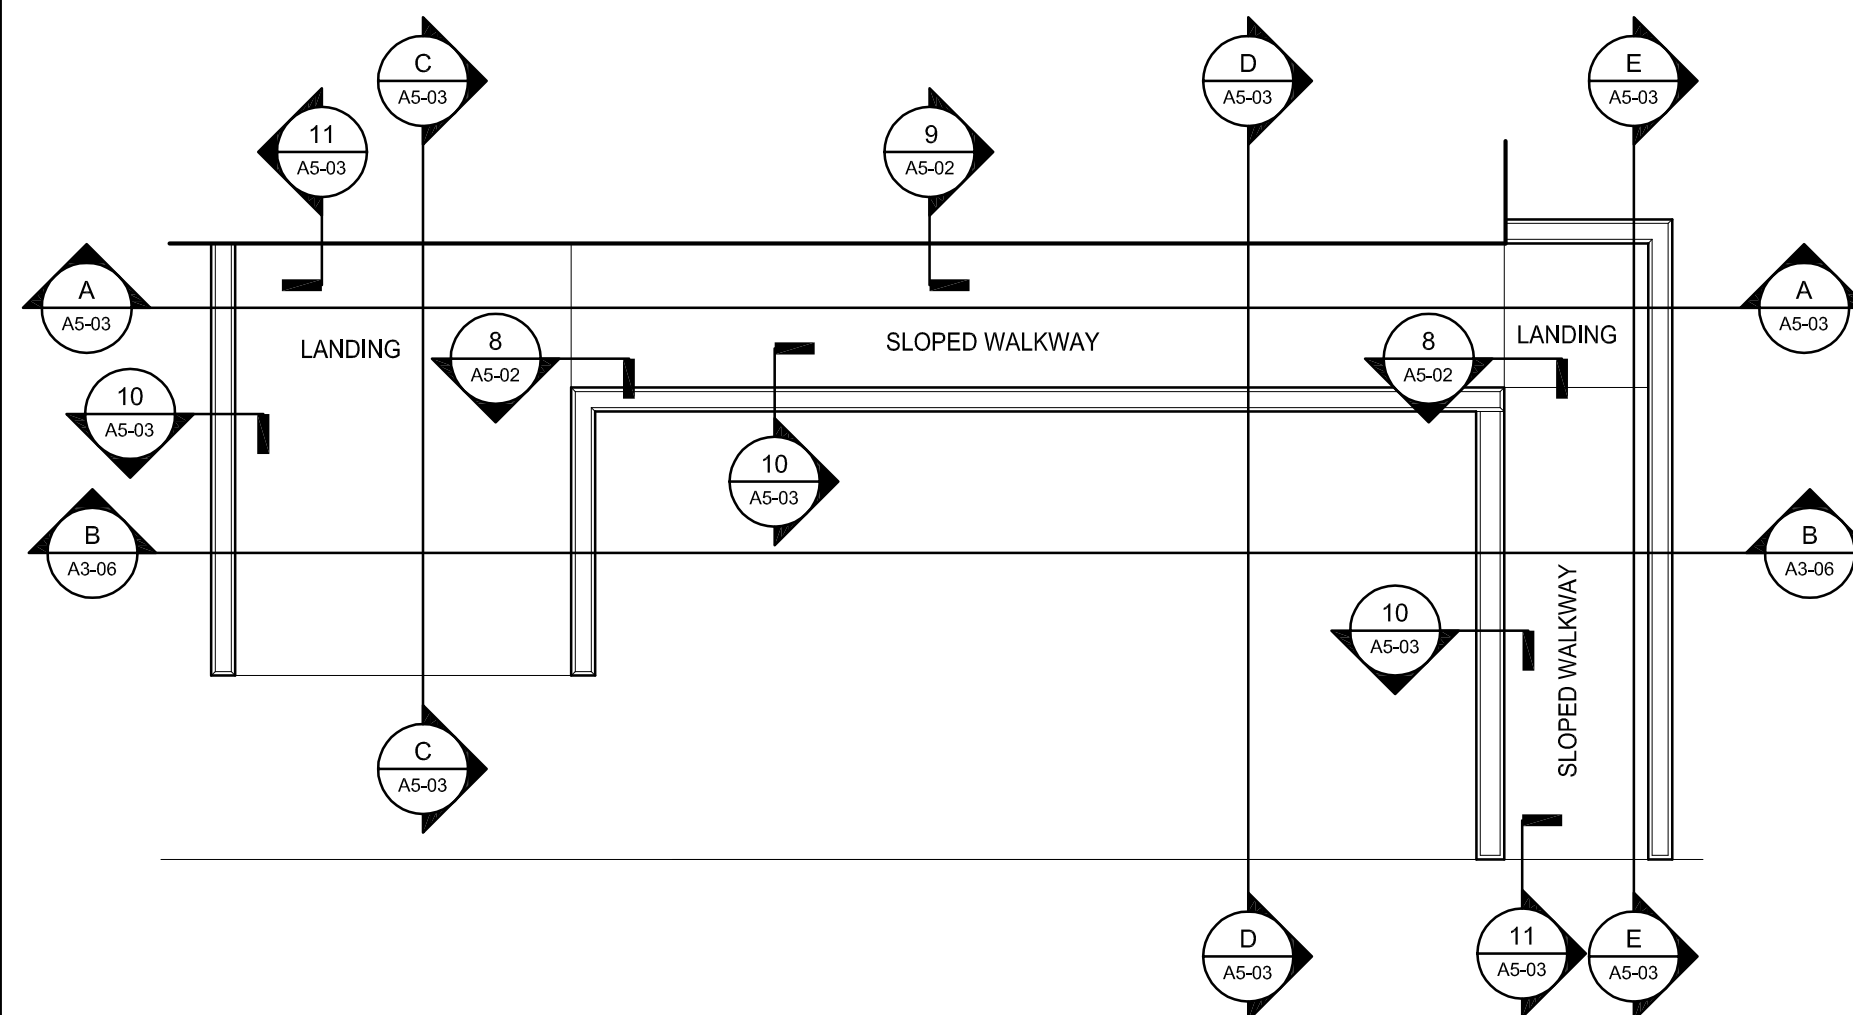 C
A5-03
D
A5-03
E
A5-03
11
A5-03
9
A5-02
A
A5-03
A
A5-03
LANDING
8
A5-02
SLOPED WALKWAY
8
A5-02
LANDING
10
A5-03
10
A5-03
B
A3-06
B
A3-06
10
A5-03
SLOPED WALKWAY
C
A5-03
D
A5-03
11
A5-03
E
A5-03